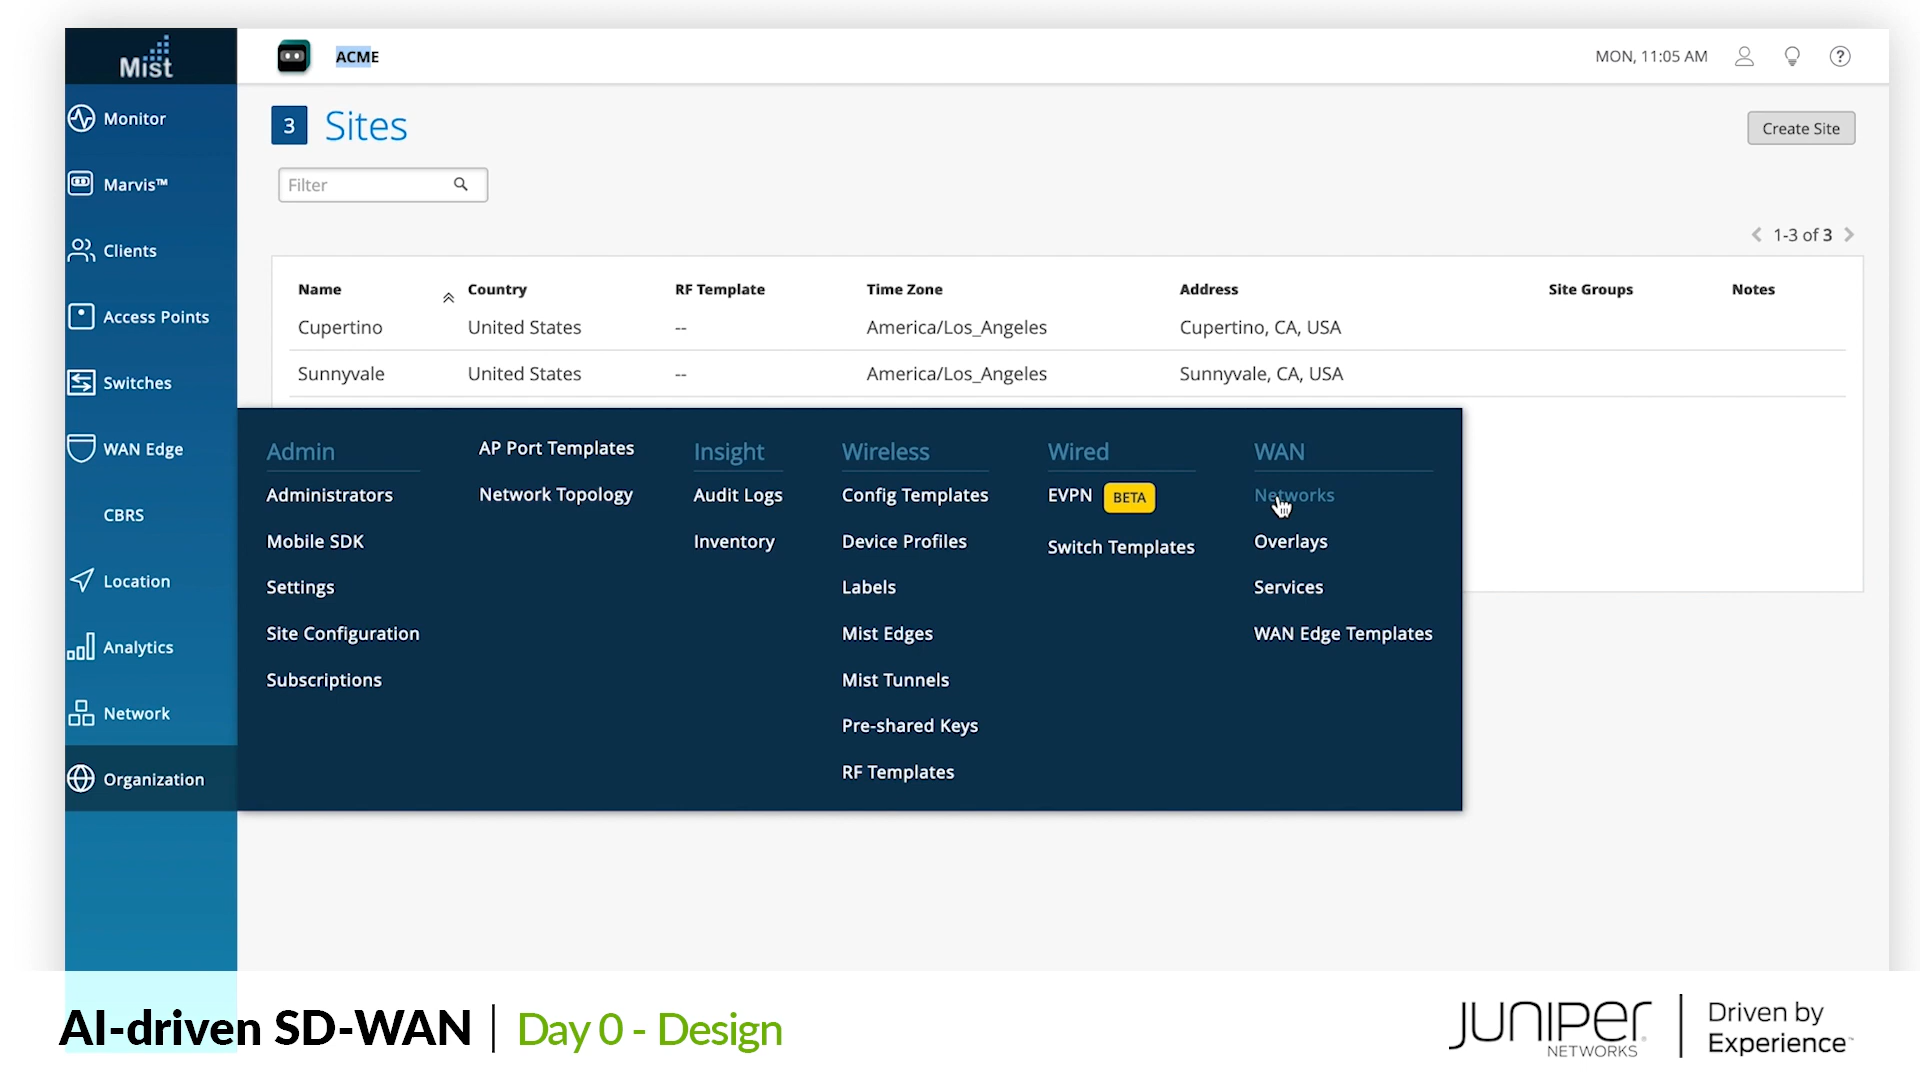 Mist
ACME
MON, 11:05 AM
?
Monitor
Marvis™
Clients
Access Points
Switches
WAN Edge
CBRS
Location
Analytics
Network
Organization
3 Sites
Create Site
Filter
1-3 of 3
Name Country RF Template Time Zone Address Site Groups Notes
Cupertino United States -- America/Los_Angeles Cupertino, CA, USA
Sunnyvale United States -- America/Los_Angeles Sunnyvale, CA, USA
Admin
Administrators
Mobile SDK
Settings
Site Configuration
Subscriptions
AP Port Templates
Network Topology
Insight
Audit Logs
Inventory
Wireless
Config Templates
Device Profiles
Labels
Mist Edges
Mist Tunnels
Pre-shared Keys
RF Templates
Wired
EVPN BETA
Switch Templates
WAN
Networks
Overlays
Services
WAN Edge Templates
AI-driven SD-WAN | Day 0 - Design
JUNIPER
NETWORKS
Driven by
Experience™